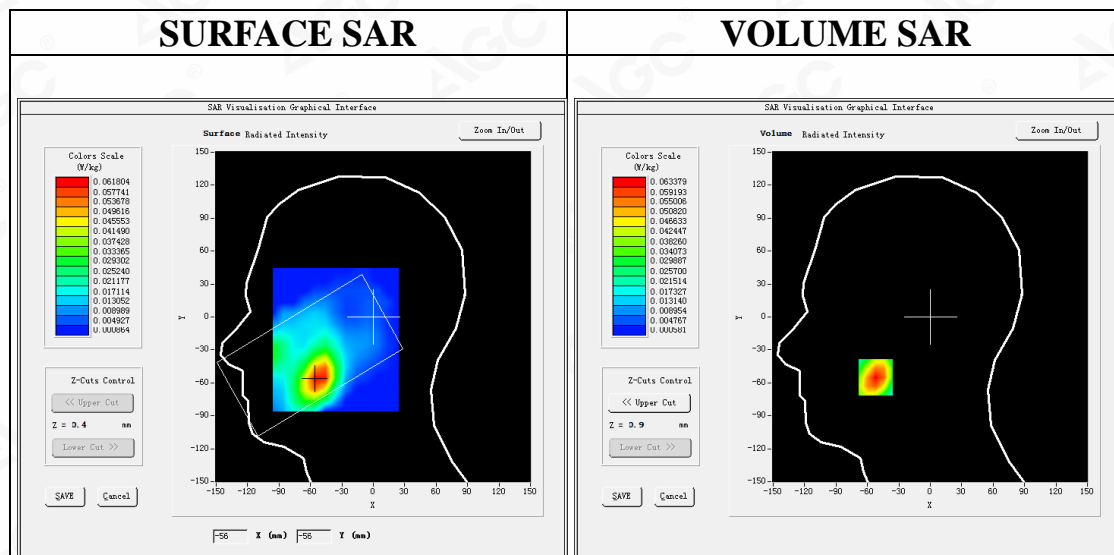 SURFACE SAR
VOLUME SAR
SAR Visualisation Graphical Interface
Surface Radiated Intensity
Zoom In/Out
Colors Scale
(W/kg)
0.061804
0.057741
0.053678
0.049616
0.045553
0.041490
0.037428
0.033365
0.029302
0.025240
0.021177
0.017114
0.013052
0.008989
0.004927
0.000864
150
120
90
60
30
0
-30
-60
-90
-120
-150
Y
-150 -120 -90 -60 -30 0 30 60 90 120 150
X
Z-Cuts Control
<< Upper Cut
Z = 0.4 mm
Lower Cut >>
SAVE Cancel
-56 X (mm) -56 Y (mm)
SAR Visualisation Graphical Interface
Volume Radiated Intensity
Zoom In/Out
Colors Scale
(W/kg)
0.063379
0.059193
0.055006
0.050820
0.046633
0.042447
0.038260
0.034073
0.029887
0.025700
0.021514
0.017327
0.013140
0.008954
0.004767
0.000581
150
120
90
60
30
0
-30
-60
-90
-120
-150
Y
-150 -120 -90 -60 -30 0 30 60 90 120 150
X
Z-Cuts Control
<< Upper Cut
Z = 0.9 mm
Lower Cut >>
SAVE Cancel
AGC